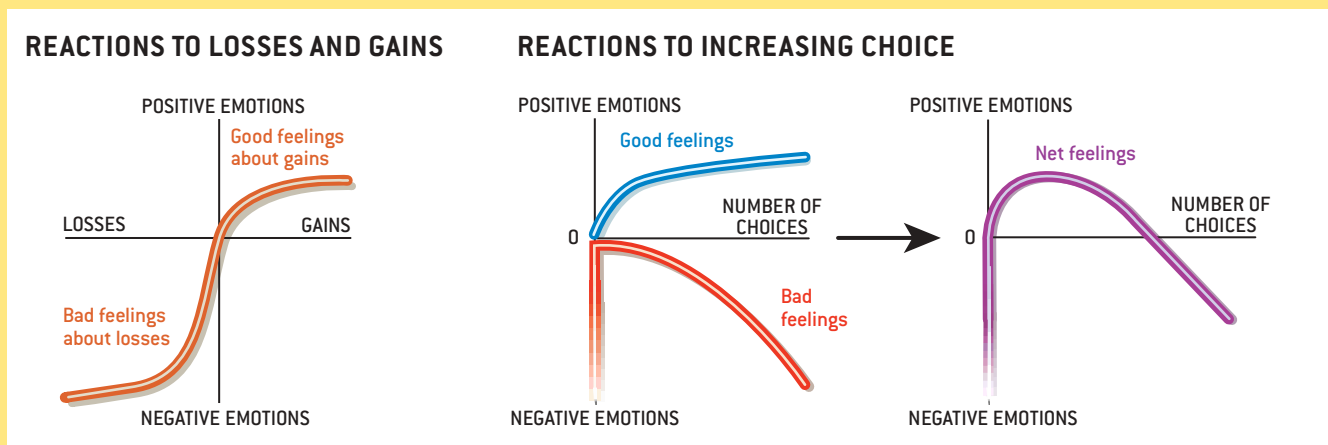 REACTIONS TO LOSSES AND GAINS
POSITIVE EMOTIONS
Good feelings
about gains
LOSSES
GAINS
Bad feelings
about losses
NEGATIVE EMOTIONS
REACTIONS TO INCREASING CHOICE
POSITIVE EMOTIONS
Good feelings
NUMBER OF
CHOICES
0
Bad
feelings
NEGATIVE EMOTIONS
POSITIVE EMOTIONS
Net feelings
NUMBER OF
CHOICES
0
NEGATIVE EMOTIONS